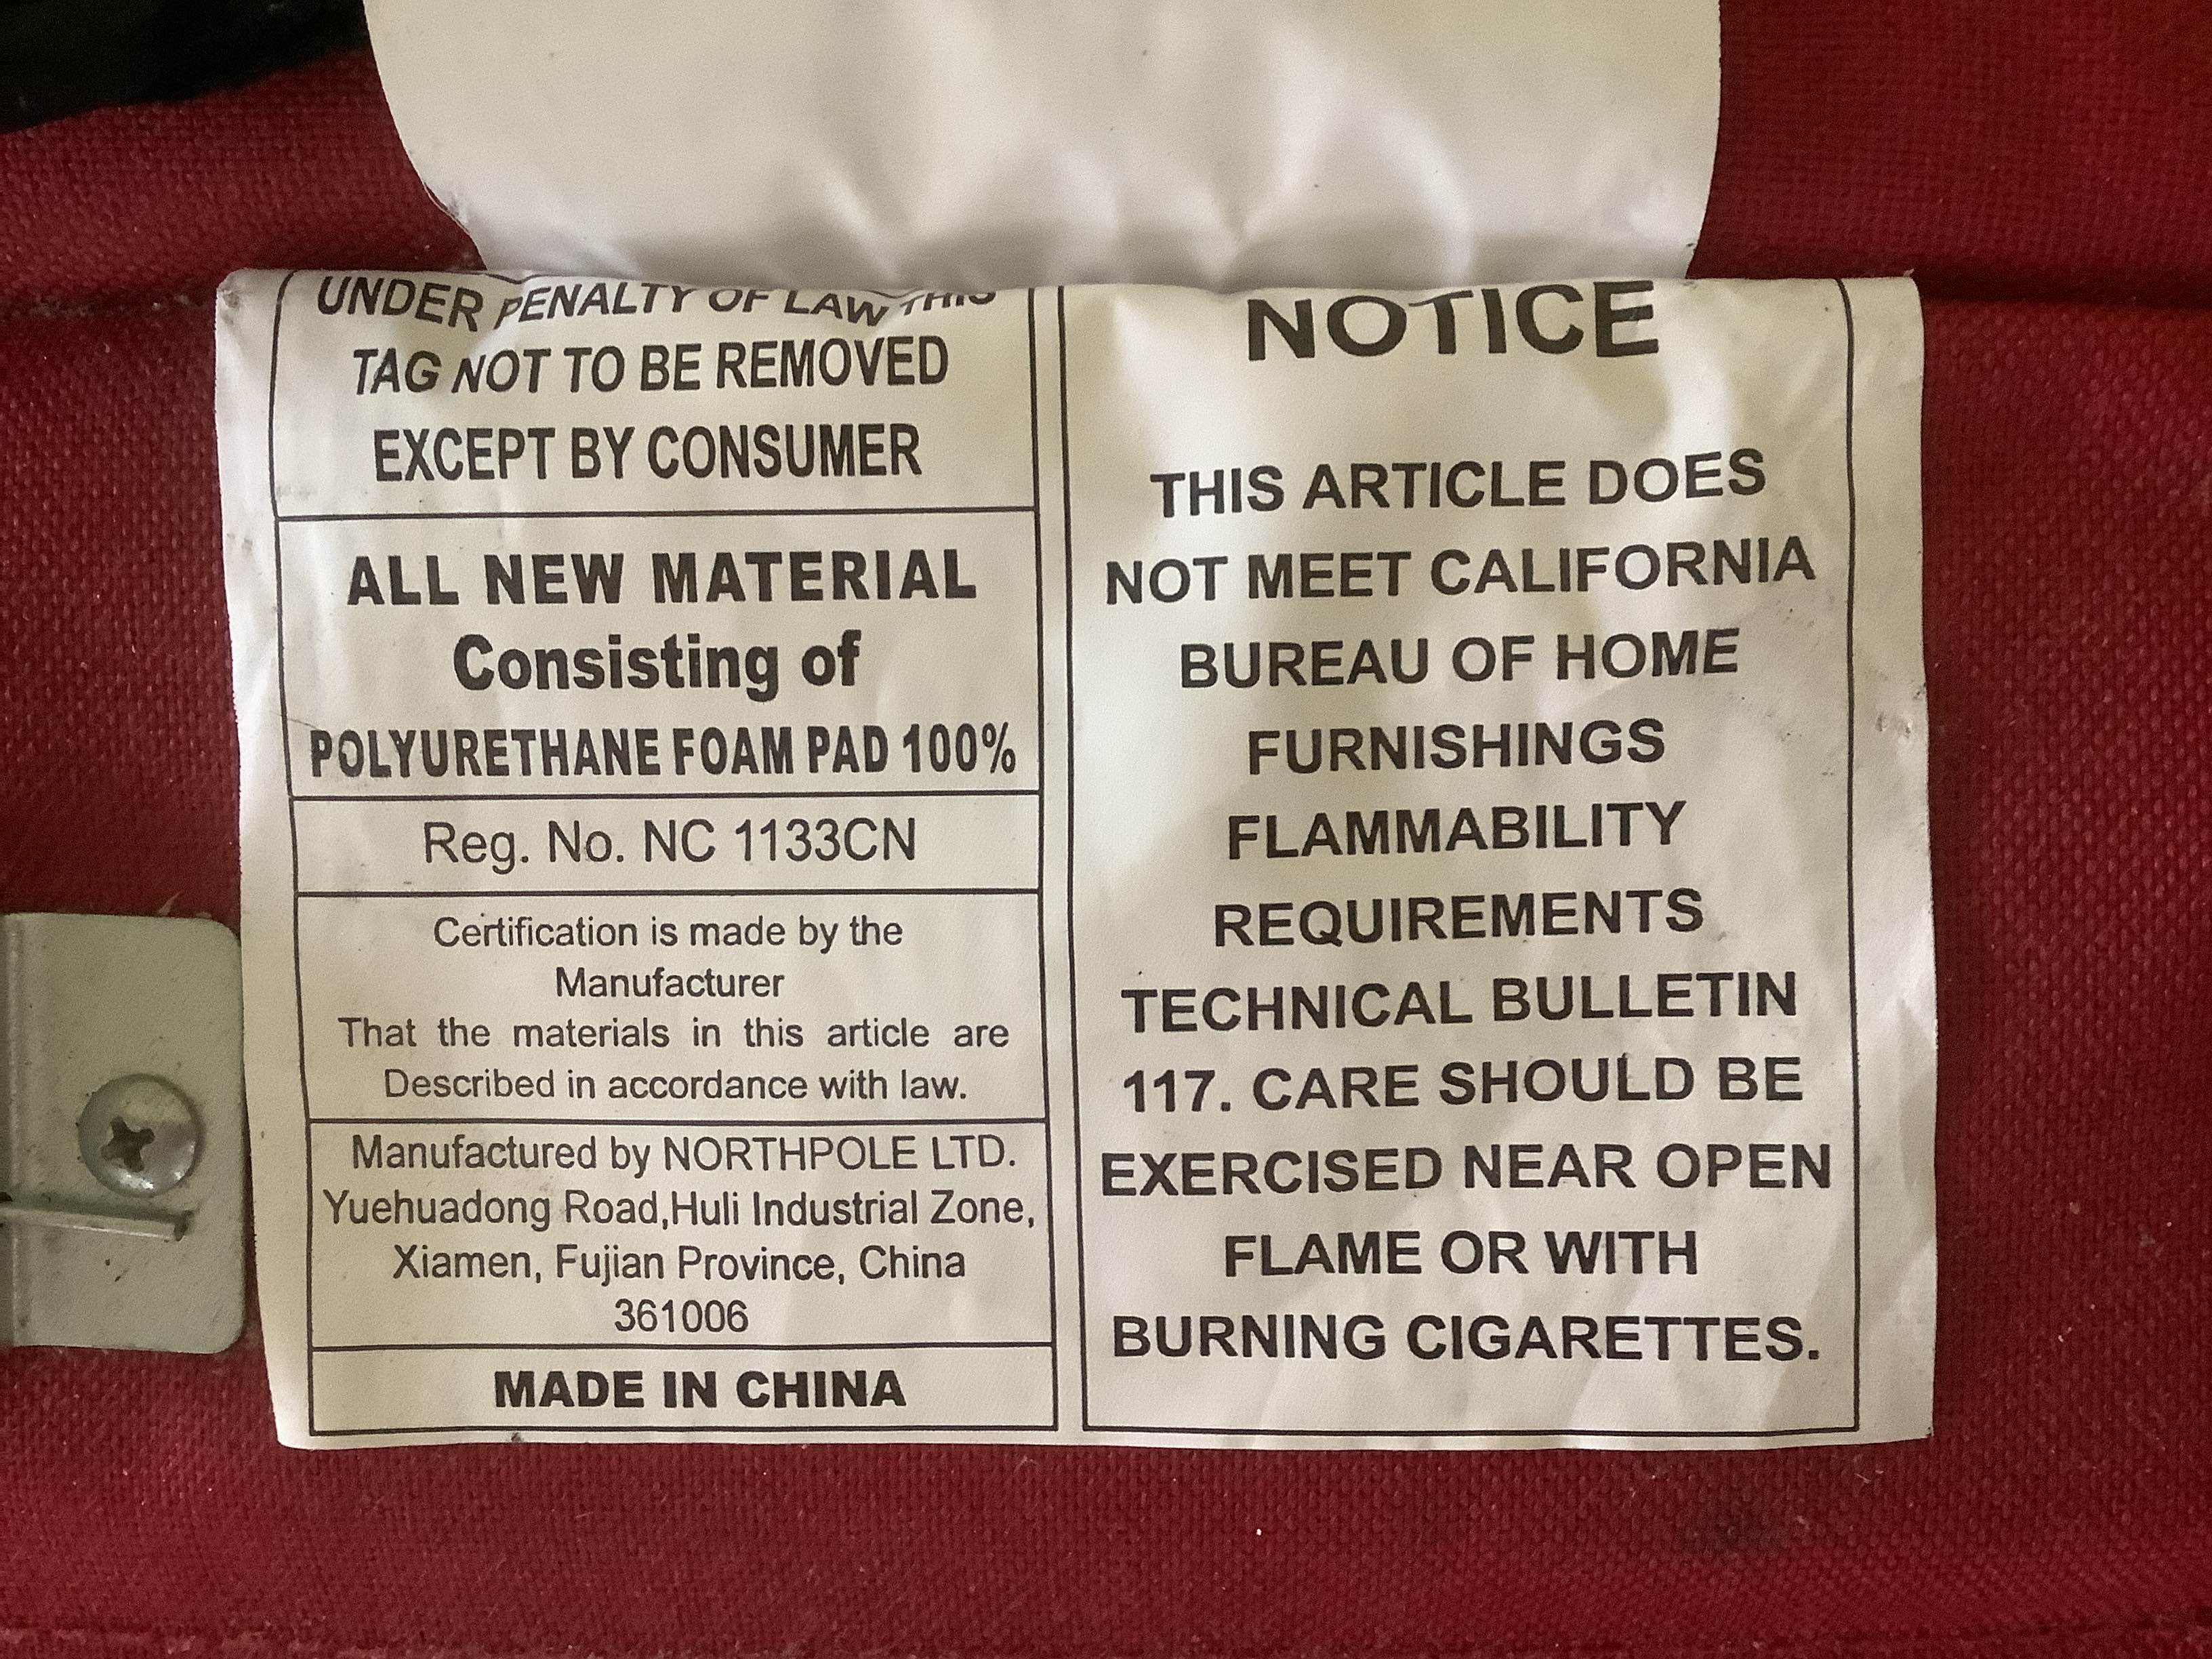 UNDER PENALTY OF LAW THIS
TAG NOT TO BE REMOVED
EXCEPT BY CONSUMER
ALL NEW MATERIAL
Consisting of
POLYURETHANE FOAM PAD 100%
Reg. No. NC 1133CN
Certification is made by the
Manufacturer
That the materials in this article are
Described in accordance with law.
Manufactured by NORTHPOLE LTD.
Yuehuadong Road,Huli Industrial Zone,
Xiamen, Fujian Province, China
361006
MADE IN CHINA
NOTICE
THIS ARTICLE DOES
NOT MEET CALIFORNIA
BUREAU OF HOME
FURNISHINGS
FLAMMABILITY
REQUIREMENTS
TECHNICAL BULLETIN
117. CARE SHOULD BE
EXERCISED NEAR OPEN
FLAME OR WITH
BURNING CIGARETTES.